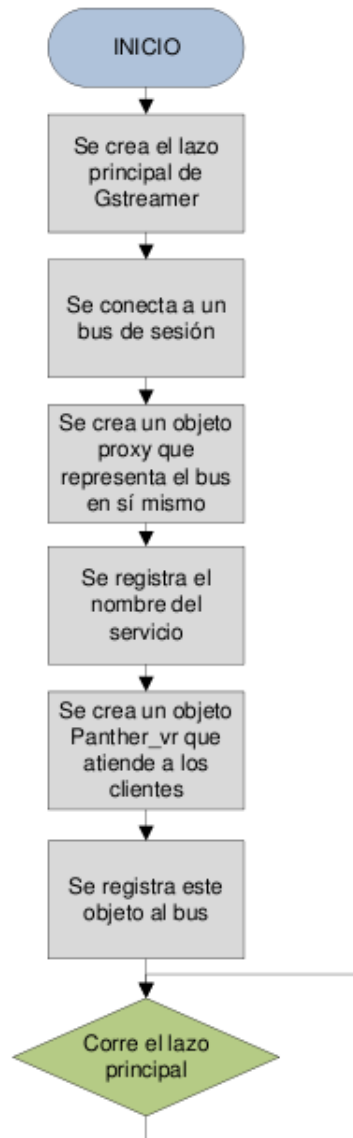 INICIO
Se crea el lazo
principal de
Gstreamer
Se conecta a un
bus de sesión
Se crea un objeto
proxy que
representa el bus
en sí mismo
Se registra el
nombre del
servicio
Se crea un objeto
Panther_vr que
atiende a los
clientes
Se registra este
objeto al bus
Corre el lazo
principal